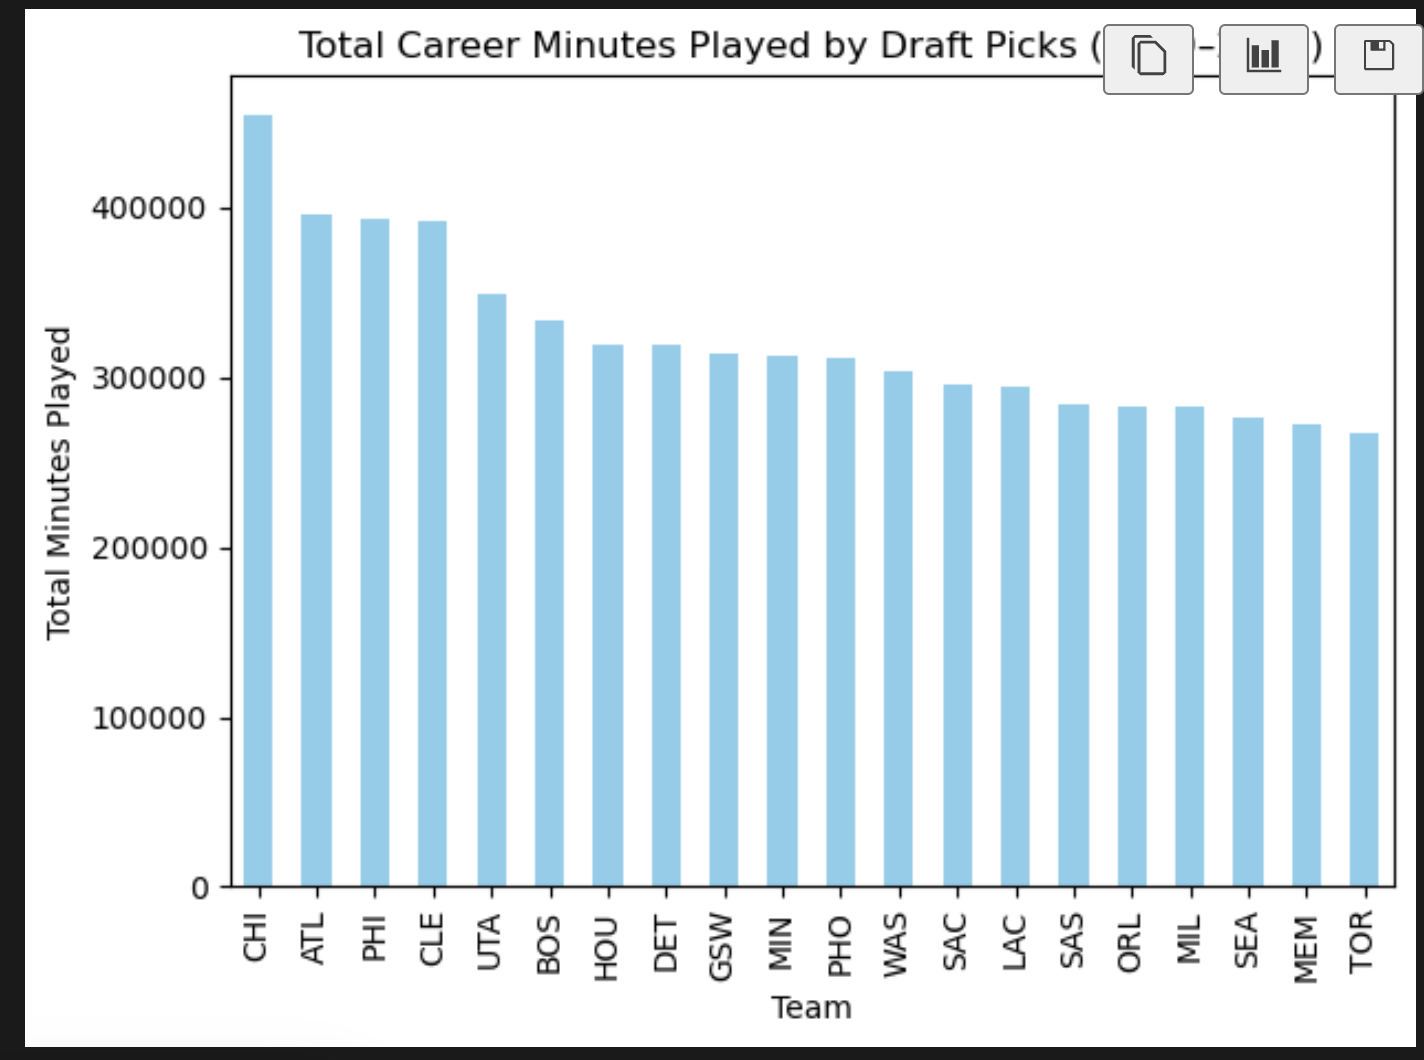 Total Career Minutes Played by Draft Picks (
)
400000
300000
200000
100000
0
Total Minutes Played
CHI
ATL
PHI
CLE
UTA
BOS
HOU
DET
GSW
MIN
PHO
WAS
SAC
LAC
SAS
ORL
MIL
SEA
MEM
TOR
Team